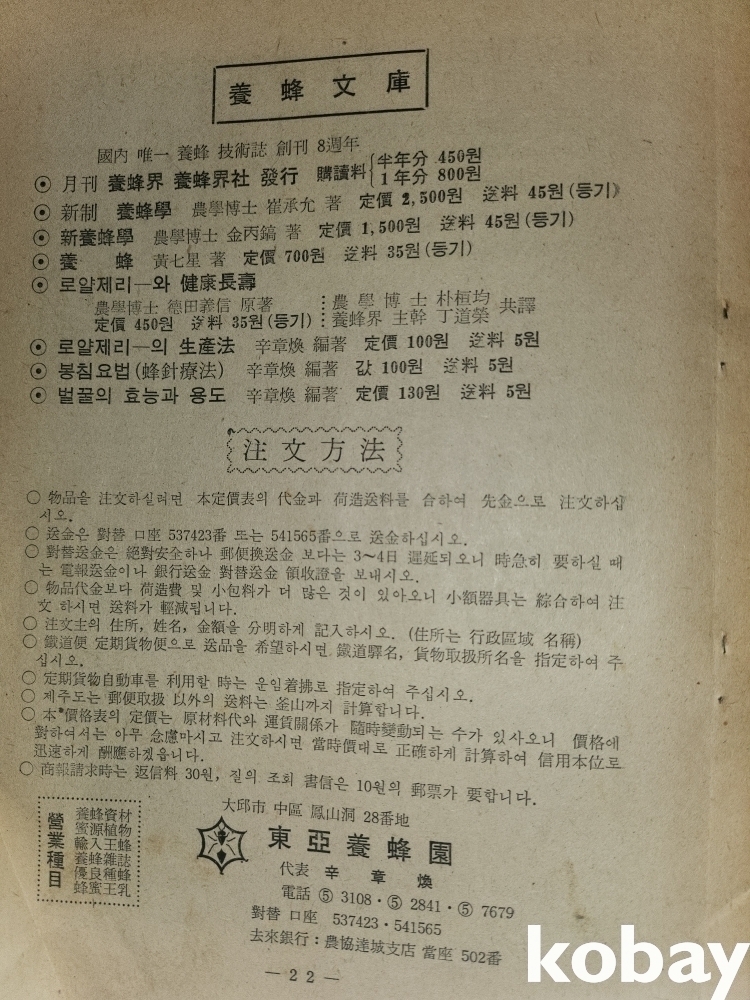 養蜂文庫
國內 唯一 養蜂 技術誌 創刊 8週年
⊙ 月刊 養蜂界 養蜂界社 發行 購讀料 半年分 450원
1年分 800원
⊙ 新制 養蜂學 農學博士 崔承允 著 定價 2,500원 送料 45원(등기)
⊙ 新養蜂學 農學博士 金丙鎬 著 定價 1,500원 送料 45원(등기)
⊙ 養 蜂 黃七星 著 定價 700원 送料 35원(등기)
⊙ 로얄제리─와 健康長壽
農學博士 德田義信 原著
定價 450원 送料 35원(등기)
農學博士 朴桓均
養蜂界 主幹 丁道榮
共譯
⊙ 로얄제리─의 生產法 辛章煥 編著 定價 100원 送料 5원
⊙ 봉침요법(蜂針療法) 辛章煥 編著 값 100원 送料 5원
⊙ 벌꿀의 효능과 용도 辛章煥 編著 定價 130원 送料 5원
注文方法
○ 物品을 注文하실려면 本定價表의 代金과 荷造送料를 合하여 先金으로 注文하십
시오.
○ 送金은 對替 口座 537423番 또는 541565番으로 送金하십시오.
○ 對替送金은 絕對安全하나 郵便換送金 보다는 3~4日 遲延되오니 時急히 要하실 때
는 電報送金이나 銀行送金 對替送金 領收證을 보내시오.
○ 物品代金보다 荷造費 및 小包料가 더 많은 것이 있아오니 小額器具는 綜合하여 注
文 하시면 送料가 輕減됩니다.
○ 注文主의 住所, 姓名, 金額을 分明하게 記入하시오. (住所는 行政區域 名稱)
○ 鐵道便 定期貨物便으로 送品을 希望하시면 鐵道驛名, 貨物取扱所名을 指定하여 주
십시오.
○ 定期貨物自動車를 利用할 時는 운임着拂로 指定하여 주십시오.
○ 제주도는 郵便取扱 以外의 送料는 釜山까지 計算합니다.
○ 本價格表의 定價는 原材料代와 運賃關係가 隨時變動되는 수가 있사오니 價格에
對하여서는 아무 念慮마시고 注文하시면 當時價대로 正確하게 計算하여 信用本位로
迅速하게 酬應하겠읍니다.
○ 商報請求時는 返信料 30원, 질의 조회 書信은 10원의 郵票가 要합니다.
營業種目
養蜂資材
蜜源植物
輸入王蜂
養蜂雜誌
優良種蜂
蜂蜜王乳
大邱市 中區 鳳山洞 28番地
東亞養蜂園
代表 辛章煥
電話 ⑤ 3108·⑤ 2841·⑤ 7679
對替 口座 537423·541565
去來銀行:農協達城支店 當座 502番
— 22 —
kobay